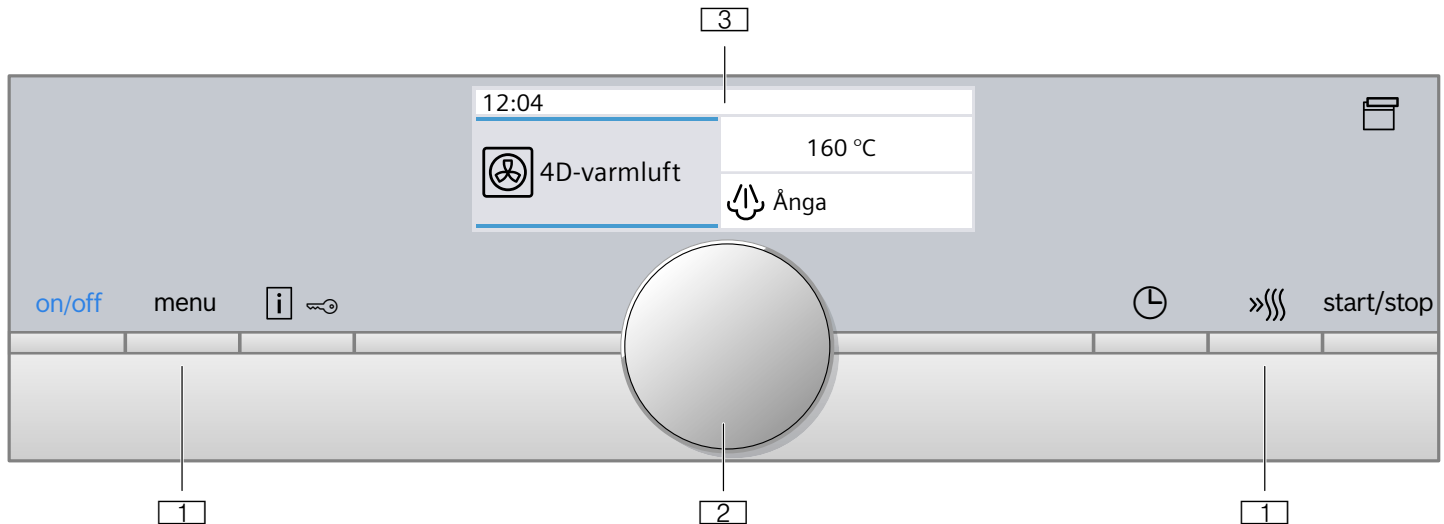 3
12:04
160 °C
4D-varmluft
Ånga
on/off menu i start/stop
1 2 1